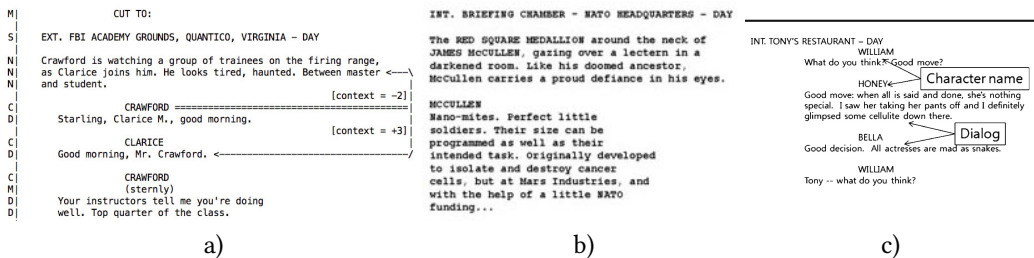 M| CUT TO:
|
S| EXT. FBI ACADEMY GROUNDS, QUANTICO, VIRGINIA – DAY
|
N| Crawford is watching a group of trainees on the firing range,
N| as Clarice joins him. He looks tired, haunted. Between master <---\
N| and student. |
| [context = -2]|
C| CRAWFORD ======================================|
D| Starling, Clarice M., good morning. |
| [context = +3]|
C| CLARICE |
D| Good morning, Mr. Crawford. <-------------------------------/
|
C| CRAWFORD
M| (sternly)
D| Your instructors tell me you're doing
D| well. Top quarter of the class.
|
a)
INT. BRIEFING CHAMBER - NATO HEADQUARTERS - DAY
The RED SQUARE MEDALLION around the neck of
JAMES McCULLEN, gazing over a lectern in a
darkened room. Like his doomed ancestor,
McCullen carries a proud defiance in his eyes.
MCCULLEN
Nano-mites. Perfect little
soldiers. Their size can be
programmed as well as their
intended task. Originally developed
to isolate and destroy cancer
cells, but at Mars Industries, and
with the help of a little NATO
funding...
b)
INT. TONY'S RESTAURANT – DAY
WILLIAM
What do you think? Good move?
Character name
HONEY
Good move: when all is said and done, she's nothing
special. I saw her taking her pants off and I definitely
glimpsed some cellulite down there.
Dialog
BELLA
Good decision. All actresses are mad as snakes.
WILLIAM
Tony -- what do you think?
c)